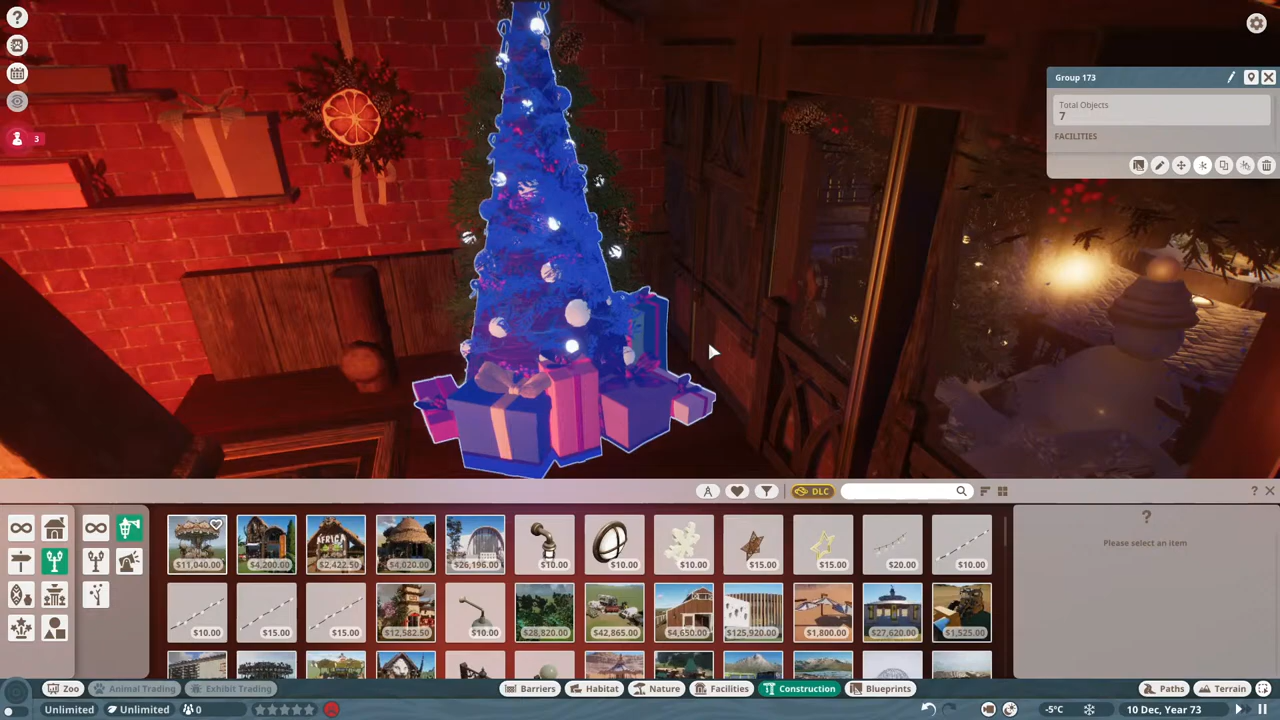 ?
3
Group 173
Total Objects
7
FACILITIES
DLC
? 
$11,040.00 $4,200.00 $2,422.50 $4,020.00 $26,196.00 $10.00 $10.00 $10.00 $15.00 $15.00 $20.00 $10.00
AFRICA
?
Please select an item
$10.00 $15.00 $15.00 $12,582.50 $10.00 $28,820.00 $42,865.00 $4,650.00 $125,920.00 $1,800.00 $27,620.00 $1,525.00
Zoo Animal Trading Exhibit Trading Barriers Habitat Nature Facilities Construction Blueprints Paths Terrain
Unlimited Unlimited 0 -5°C 10 Dec, Year 73